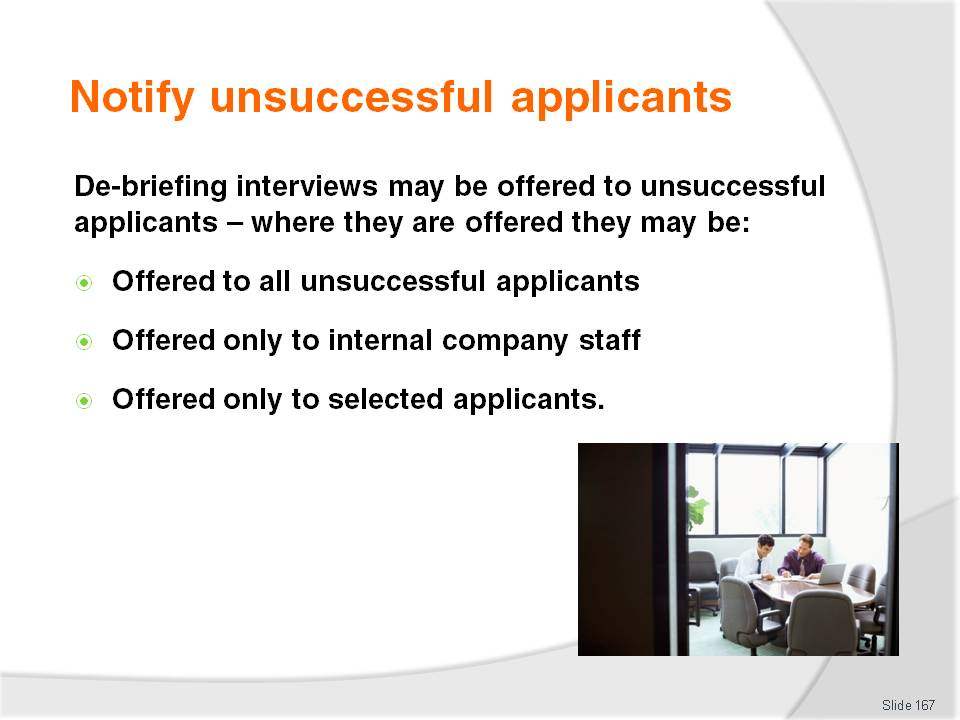 Notify unsuccessful applicants
De-briefing interviews may be offered to unsuccessful
applicants – where they are offered they may be:
Offered to all unsuccessful applicants
Offered only to internal company staff
Offered only to selected applicants.
Slide 167